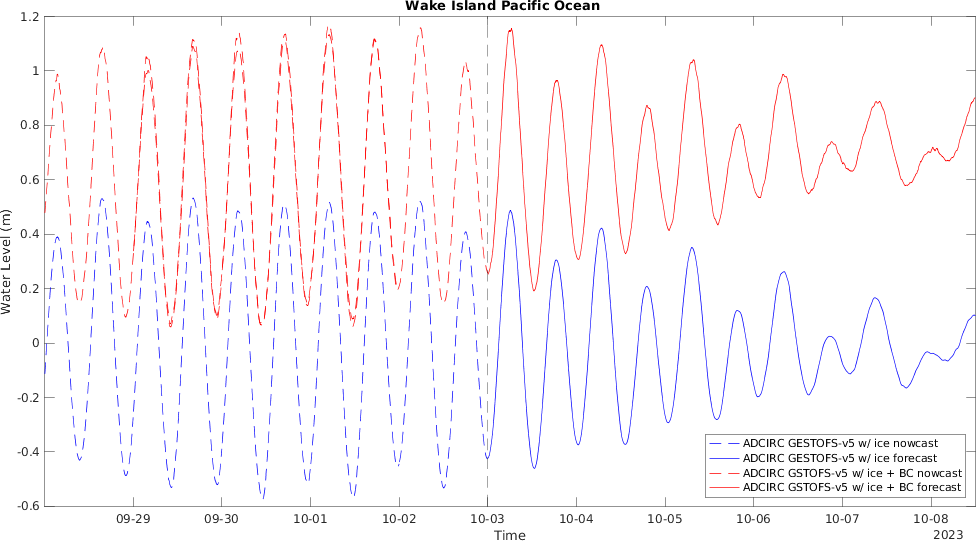 Wake Island Pacific Ocean
1.2
1
0.8
0.6
0.4
0.2
0
-0.2
-0.4
-0.6
Water Level (m)
ADCIRC GESTOFS-v5 w/ ice nowcast
ADCIRC GESTOFS-v5 w/ ice forecast
ADCIRC GSTOFS-v5 w/ ice + BC nowcast
ADCIRC GSTOFS-v5 w/ ice + BC forecast
09-29 09-30 10-01 10-02 10-03 10-04 10-05 10-06 10-07 10-08
Time
2023